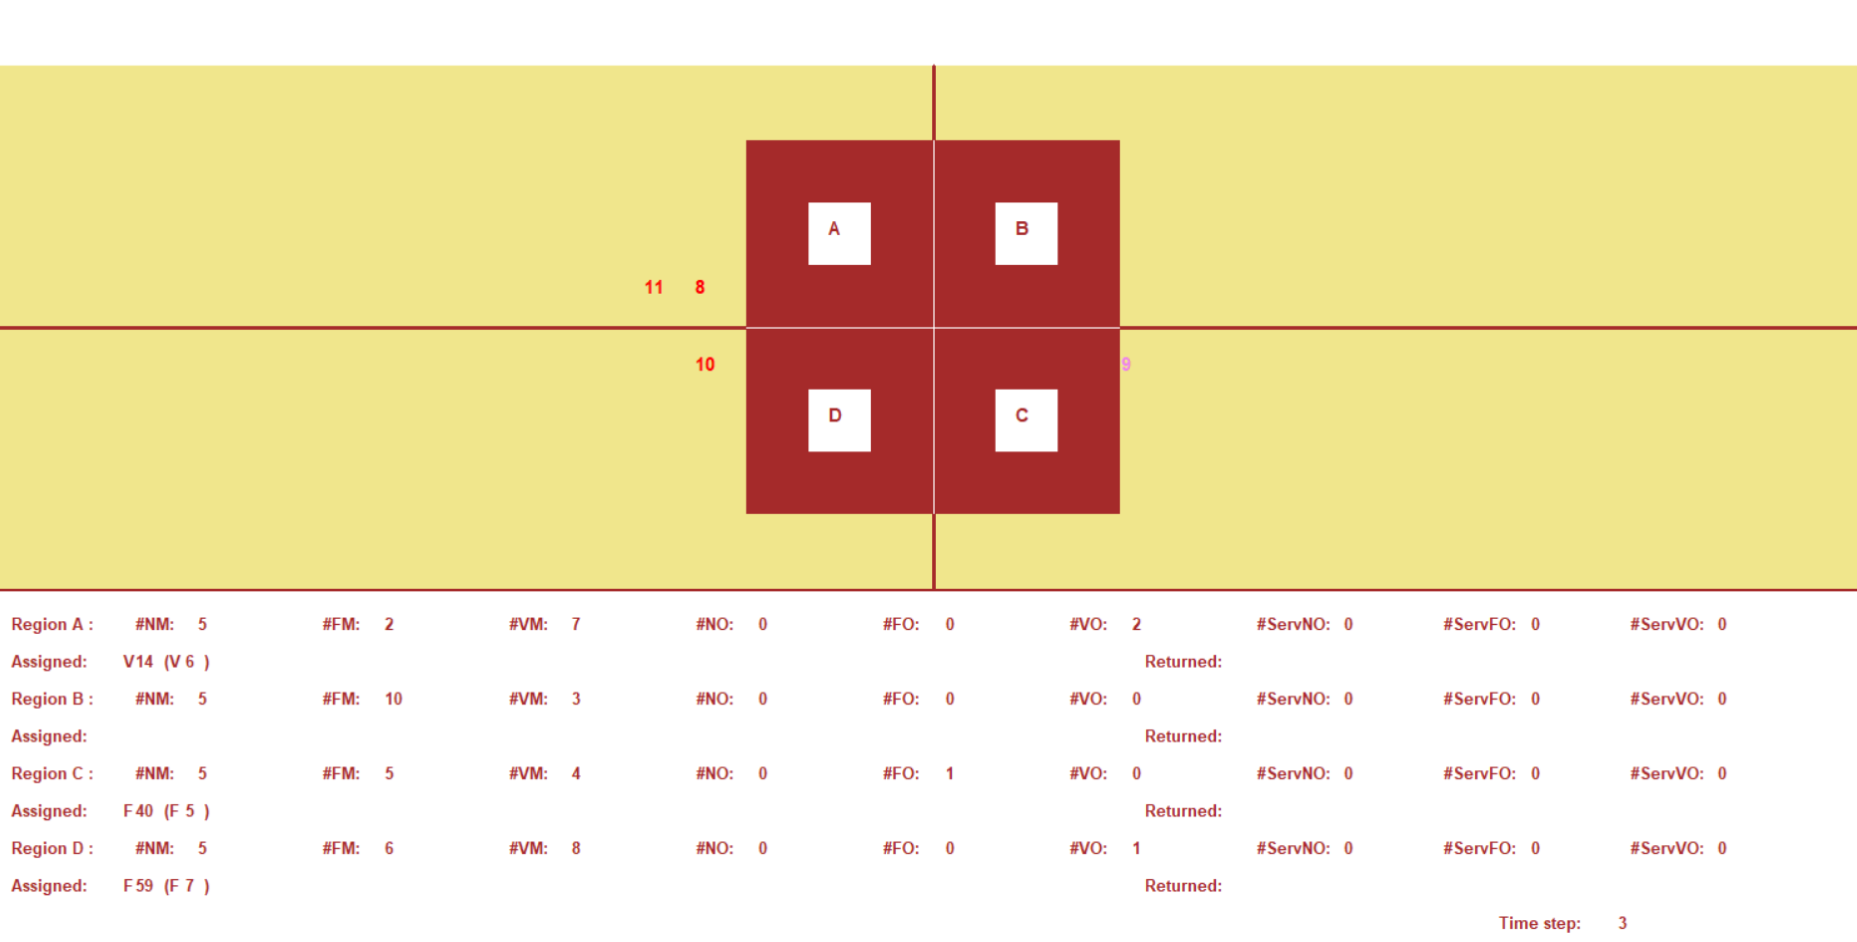 A B
11 8
10 9
D C
Region A : #NM: 5 #FM: 2 #VM: 7 #NO: 0 #FO: 0 #VO: 2 #ServNO: 0 #ServFO: 0 #ServVO: 0
Assigned: V14 (V 6 ) Returned:
Region B : #NM: 5 #FM: 10 #VM: 3 #NO: 0 #FO: 0 #VO: 0 #ServNO: 0 #ServFO: 0 #ServVO: 0
Assigned: Returned:
Region C : #NM: 5 #FM: 5 #VM: 4 #NO: 0 #FO: 1 #VO: 0 #ServNO: 0 #ServFO: 0 #ServVO: 0
Assigned: F40 (F 5 ) Returned:
Region D : #NM: 5 #FM: 6 #VM: 8 #NO: 0 #FO: 0 #VO: 1 #ServNO: 0 #ServFO: 0 #ServVO: 0
Assigned: F59 (F 7 ) Returned:
Time step: 3